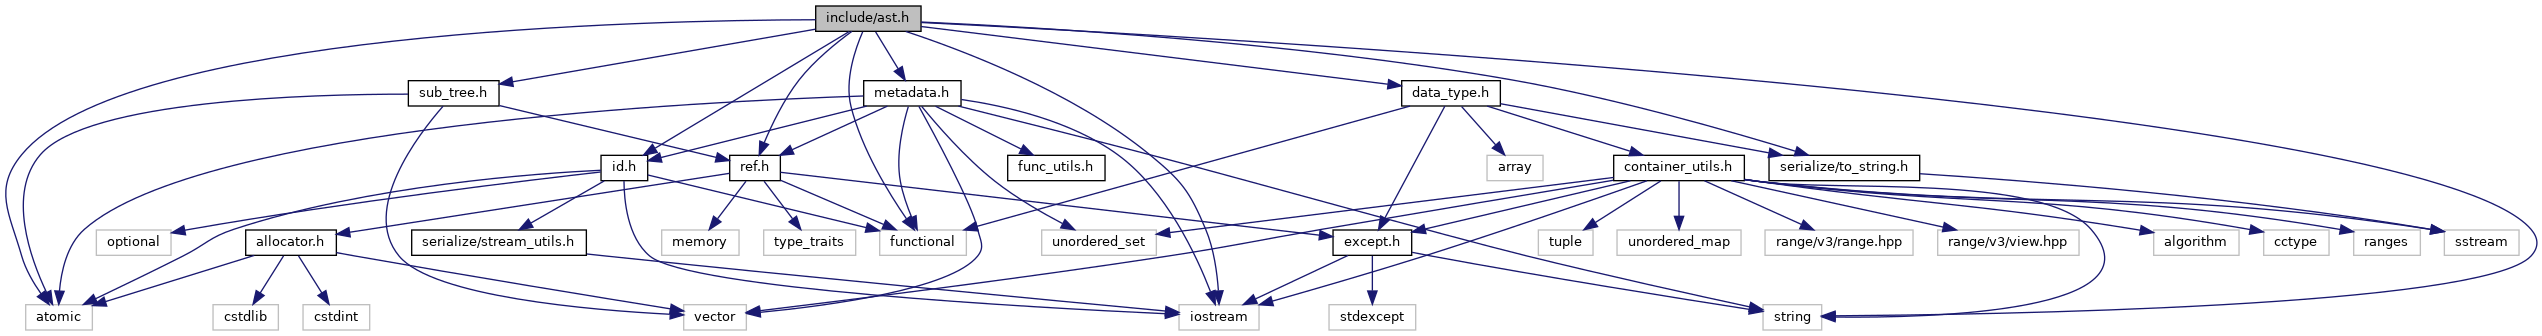 include/ast.h
sub_tree.h
metadata.h
data_type.h
id.h
ref.h
func_utils.h
array
container_utils.h
serialize/to_string.h
optional
allocator.h
serialize/stream_utils.h
memory
type_traits
functional
unordered_set
except.h
tuple
unordered_map
range/v3/range.hpp
range/v3/view.hpp
algorithm
cctype
ranges
sstream
atomic
cstdlib
cstdint
vector
iostream
stdexcept
string